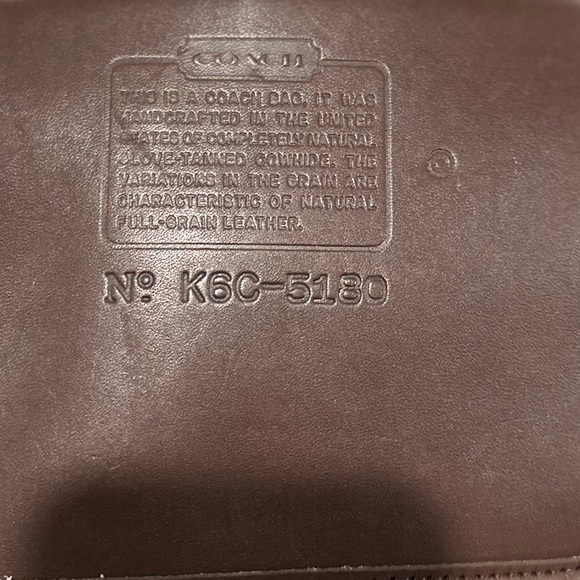 COACH
THIS IS A COACH BAG. IT WAS
HANDCRAFTED IN THE UNITED
STATES OF COMPLETELY NATURAL
GLOVE-TANNED COWHIDE. THE
VARIATIONS IN THE GRAIN ARE
CHARACTERISTIC OF NATURAL
FULL-GRAIN LEATHER.
©
Nº K6C-5180